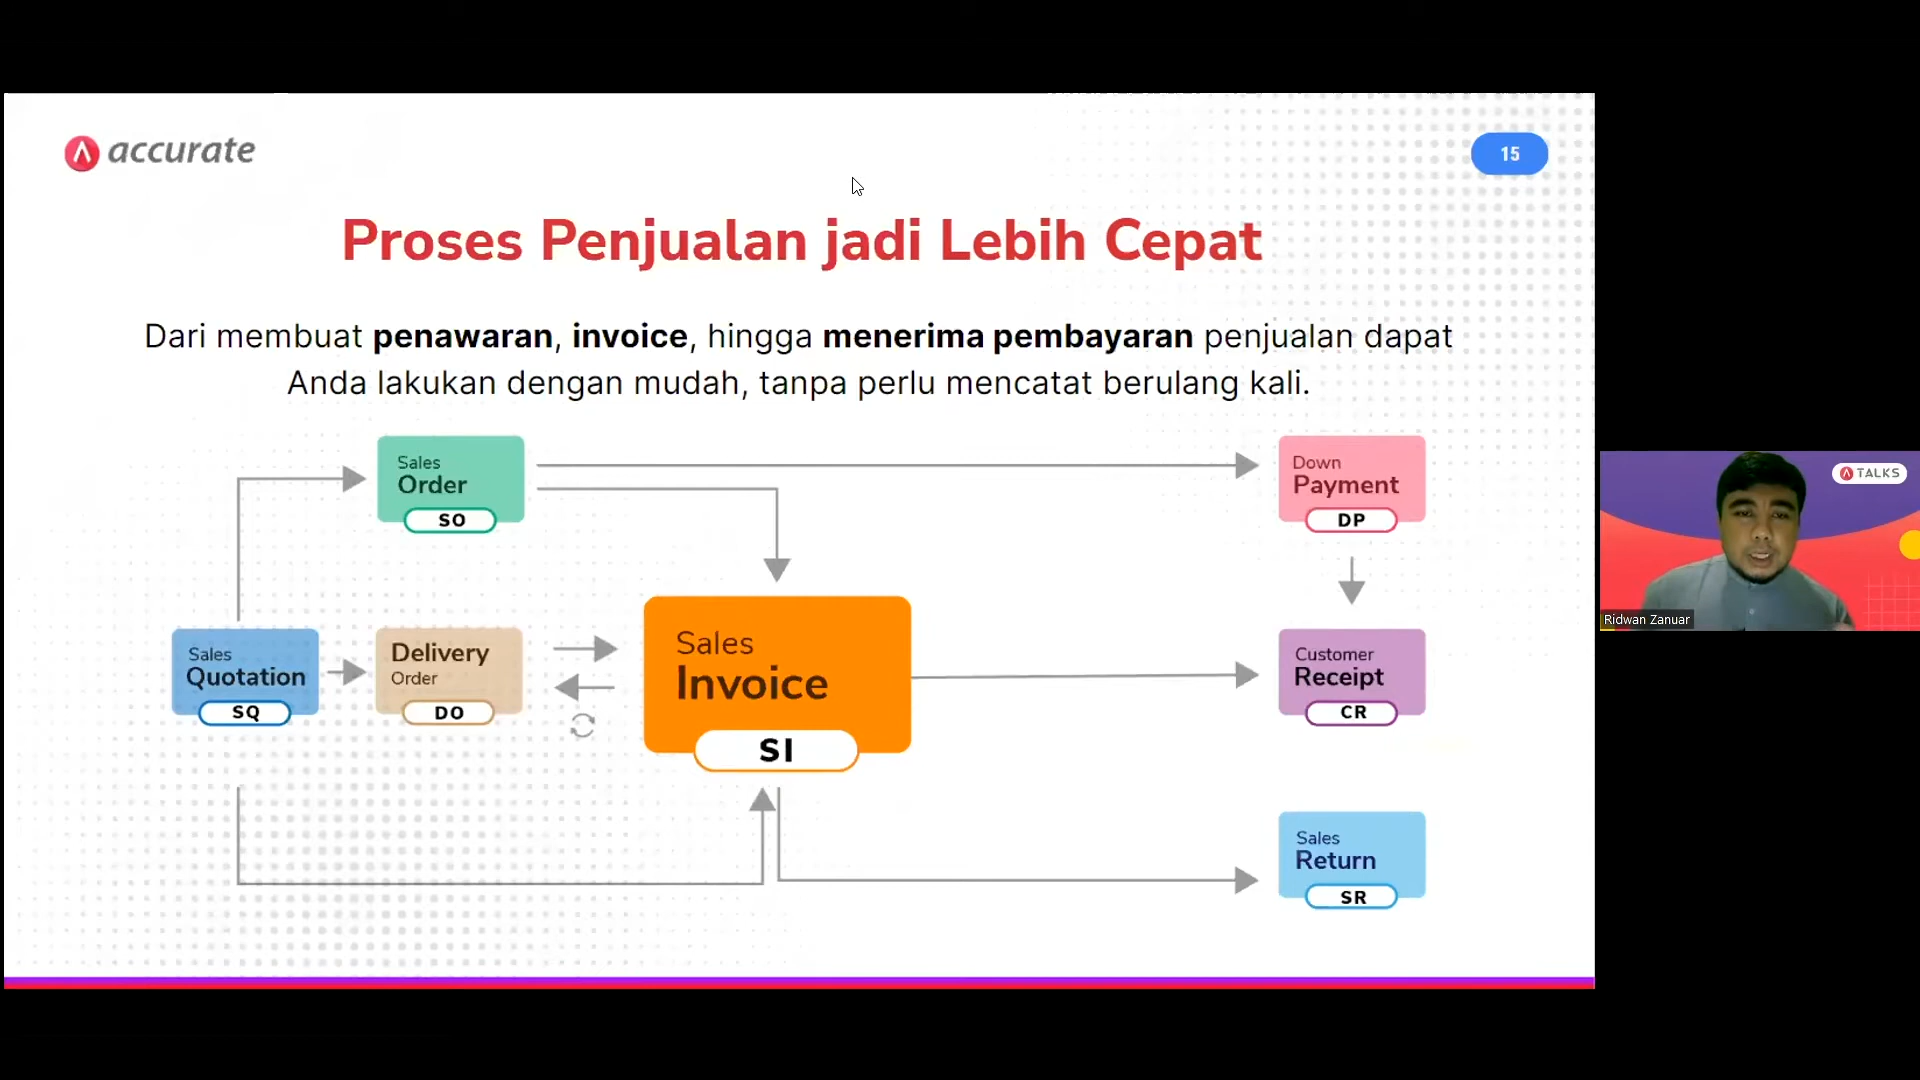 accurate
15
Proses Penjualan jadi Lebih Cepat
Dari membuat penawaran, invoice, hingga menerima pembayaran penjualan dapat
Anda lakukan dengan mudah, tanpa perlu mencatat berulang kali.
Sales
Order
SO
Down
Payment
DP
Sales
Quotation
SQ
Delivery
Order
DO
Sales
Invoice
SI
Customer
Receipt
CR
Sales
Return
SR
TALKS
Ridwan Zanuar